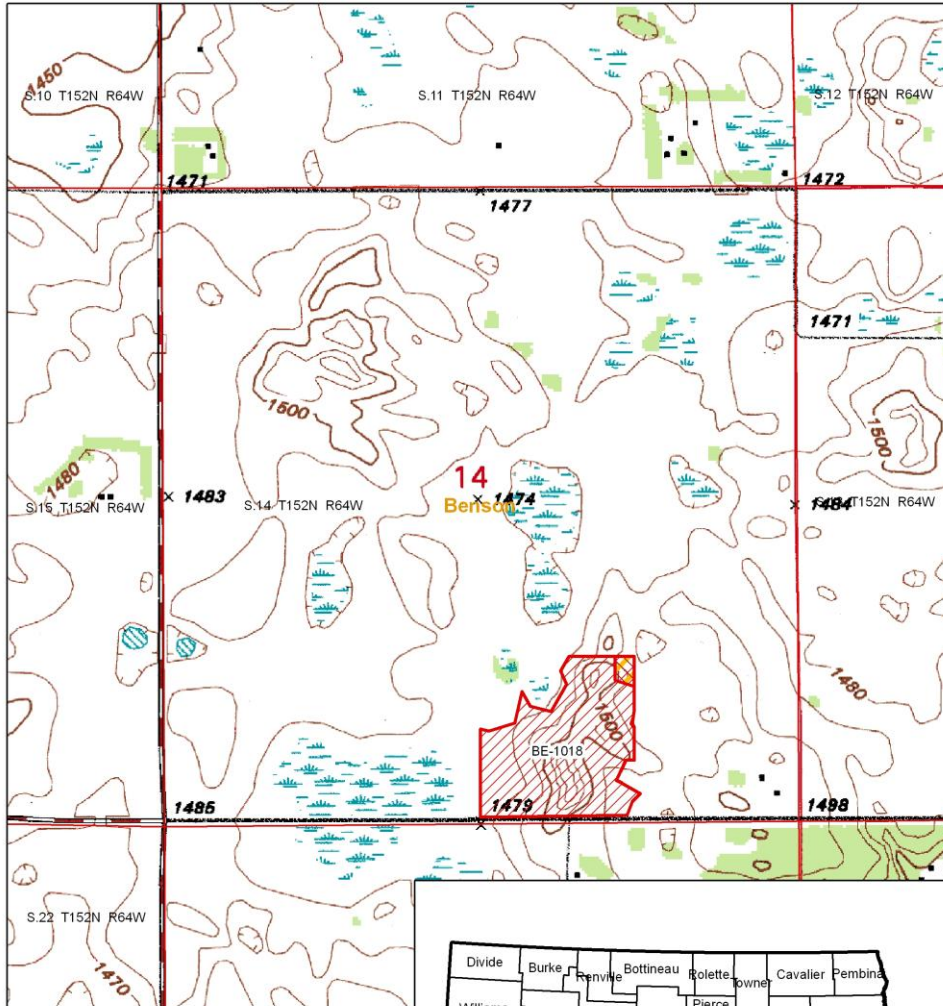 1450
S.10 T152N R64W
S.11 T152N R64W
S.12 T152N R64W
1471
1472
1477
1471
1500
1500
1480
14
1483
1474
1484
S.15 T152N R64W
S.14 T152N R64W
T152N R64W
Benson
1480
1500
BE-1018
1485
1479
1498
S.22 T152N R64W
1470
Divide
Burke
Renville
Bottineau
Rolette
Towner
Cavalier
Pembina
Pierce